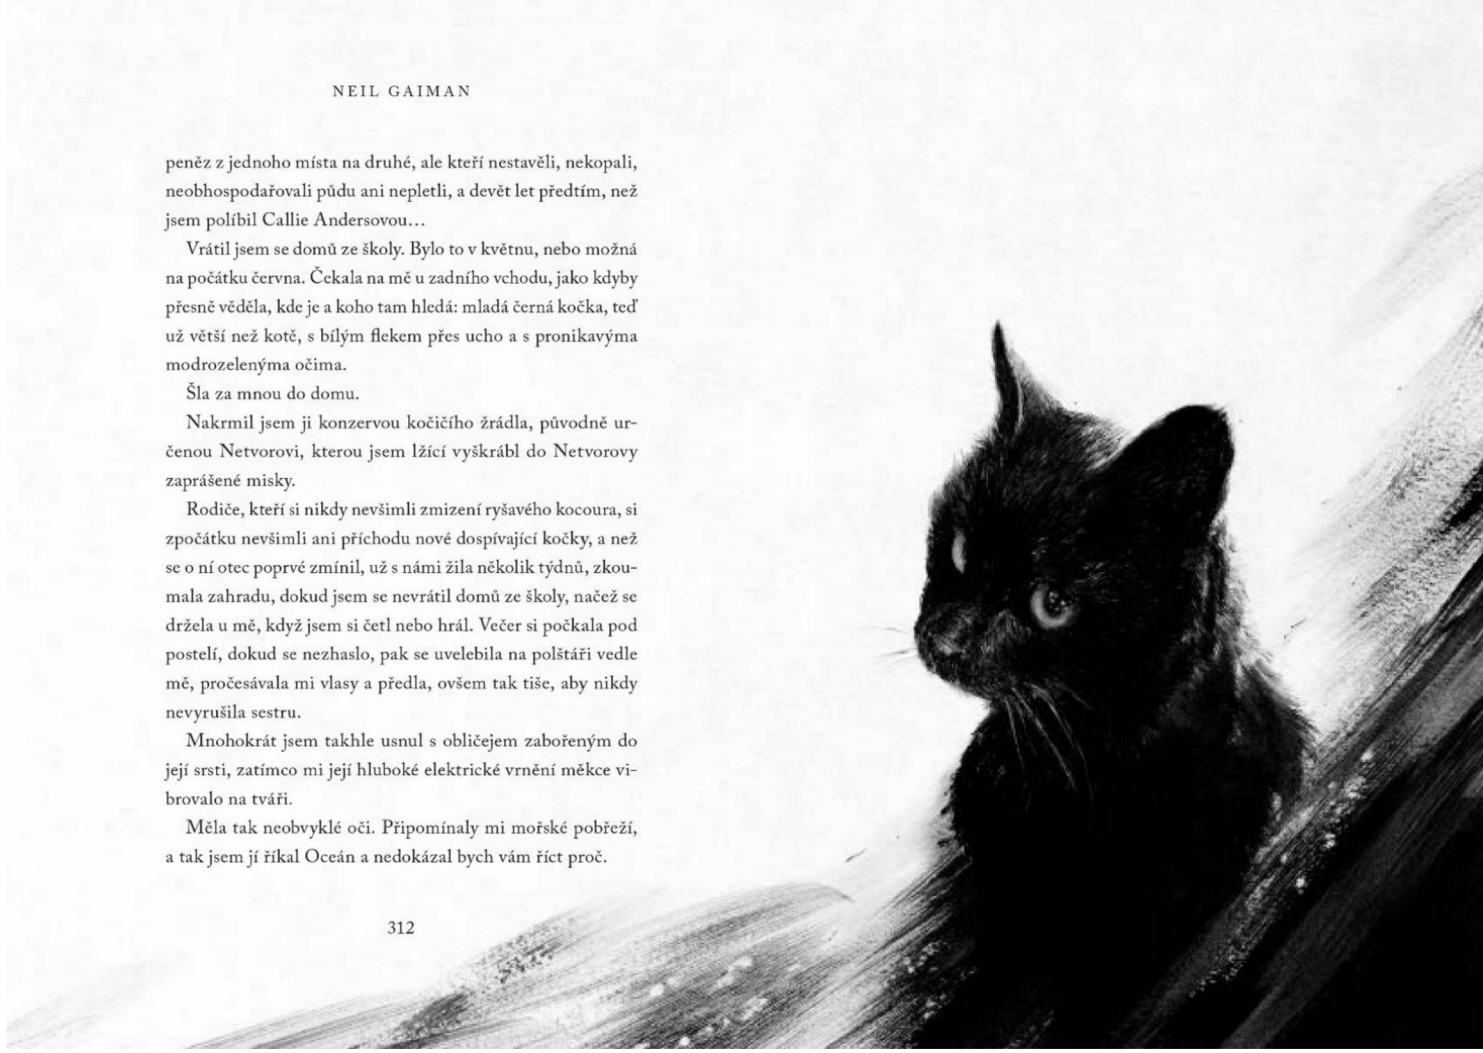 NEIL GAIMAN
peněz z jednoho místa na druhé, ale kteří nestavěli, nekopali,
neobhospodařovali půdu ani nepletli, a devět let předtím, než
jsem políbil Callie Andersovou…
Vrátil jsem se domů ze školy. Bylo to v květnu, nebo možná
na počátku června. Čekala na mě u zadního vchodu, jako kdyby
přesně věděla, kde je a koho tam hledá: mladá černá kočka, teď
už větší než kotě, s bílým flekem přes ucho a s pronikavýma
modrozelenýma očima.
Šla za mnou do domu.
Nakrmil jsem ji konzervou kočičího žrádla, původně ur-
čenou Netvorovi, kterou jsem lžící vyškrábl do Netvorovy
zaprášené misky.
Rodiče, kteří si nikdy nevšimli zmizení ryšavého kocoura, si
zpočátku nevšimli ani příchodu nové dospívající kočky, a než
se o ní otec poprvé zmínil, už s námi žila několik týdnů, zkou-
mala zahradu, dokud jsem se nevrátil domů ze školy, načež se
držela u mě, když jsem si četl nebo hrál. Večer si počkala pod
postelí, dokud se nezhaslo, pak se uvelebila na polštáři vedle
mě, pročesávala mi vlasy a předla, ovšem tak tiše, aby nikdy
nevyrušila sestru.
Mnohokrát jsem takhle usnul s obličejem zabořeným do
její srsti, zatímco mi její hluboké elektrické vrnění měkce vi-
brovalo na tváři.
Měla tak neobvyklé oči. Připomínaly mi mořské pobřeží,
a tak jsem jí říkal Oceán a nedokázal bych vám říct proč.
312